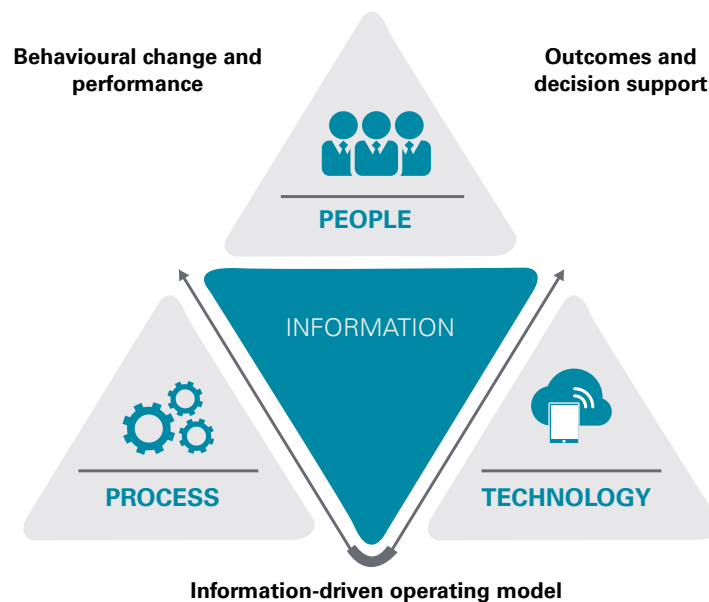 Behavioural change and
performance
Outcomes and
decision support
PEOPLE
INFORMATION
PROCESS
TECHNOLOGY
Information-driven operating model